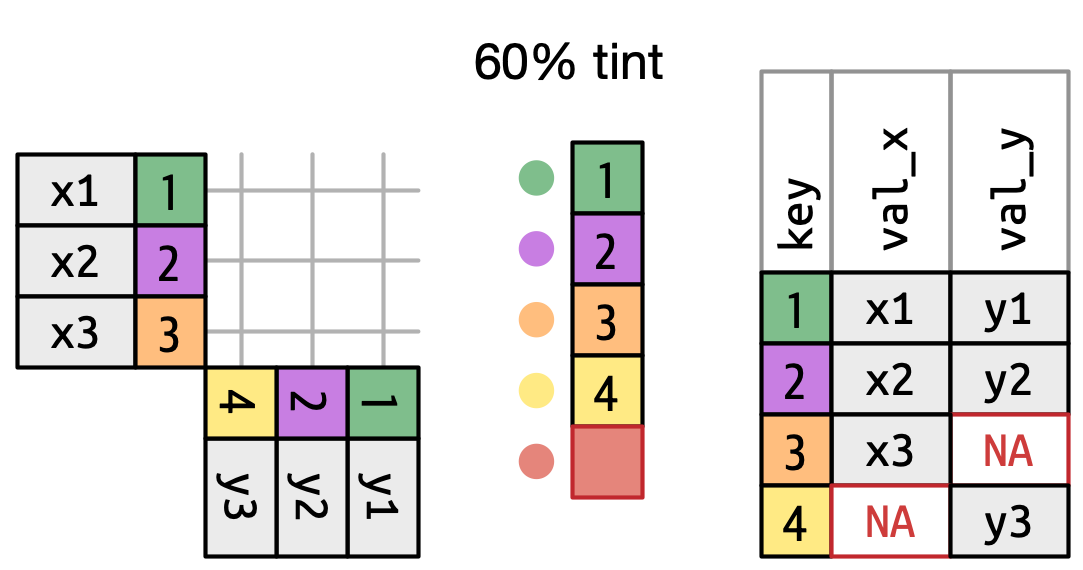 60% tint
x1 1
x2 2
x3 3
4 2 1
y3 y2 y1
1
2
3
4
key val_x val_y
1 x1 y1
2 x2 y2
3 x3 NA
4 NA y3